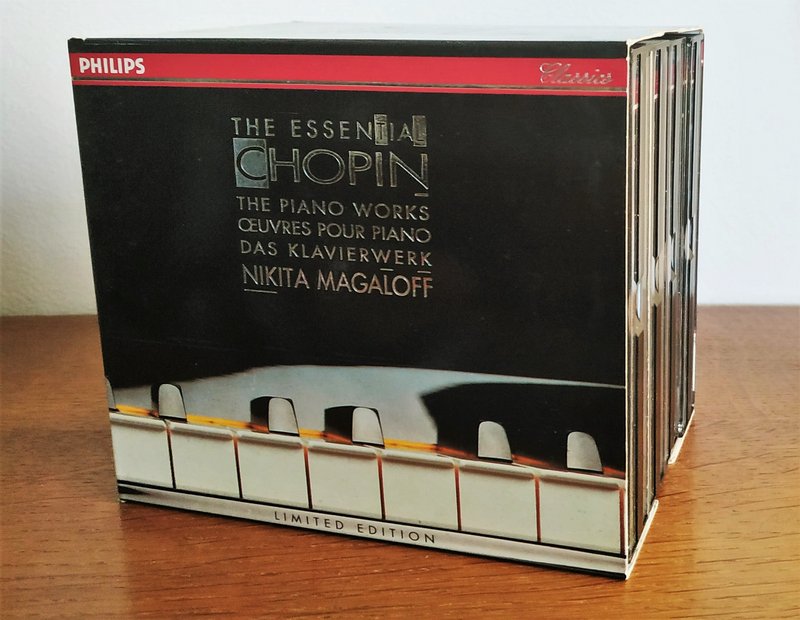 PHILIPS
Classics
THE ESSENTIAL
CHOPIN
THE PIANO WORKS
ŒUVRES POUR PIANO
DAS KLAVIERWERK
NIKITA MAGALOFF
LIMITED EDITION